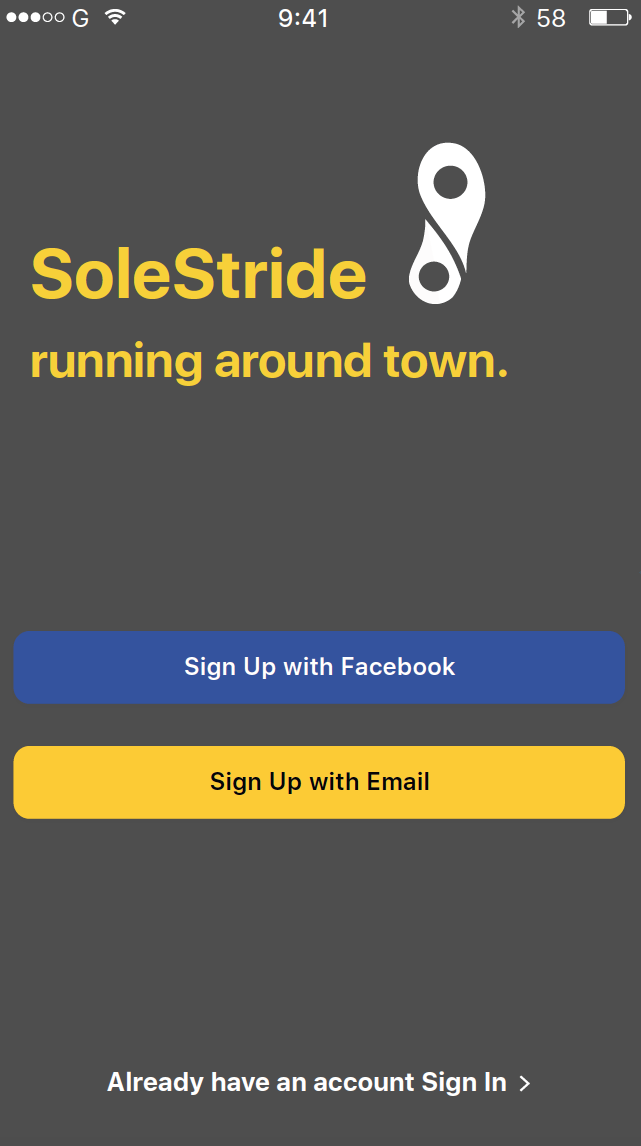 G 9:41 58
SoleStride
running around town.
Sign Up with Facebook
Sign Up with Email
Already have an account Sign In